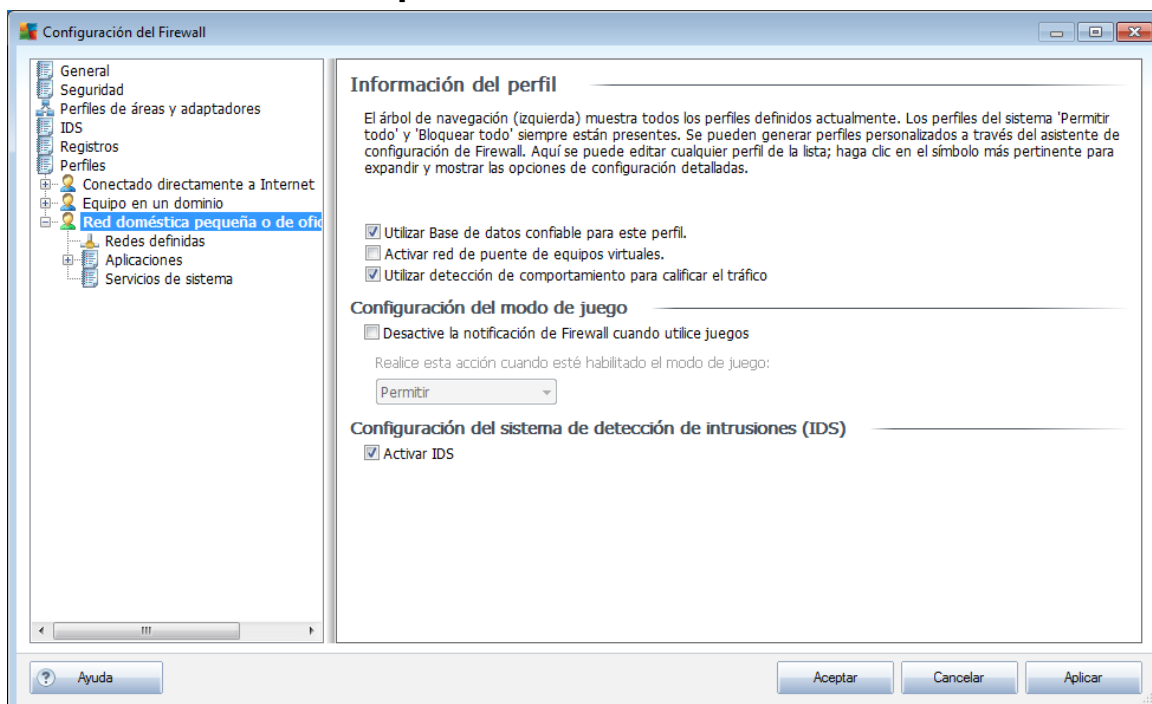 Configuración del Firewall
General
Seguridad
Perfiles de áreas y adaptadores
IDS
Registros
Perfiles
Conectado directamente a Internet
Equipo en un dominio
Red doméstica pequeña o de ofic
Redes definidas
Aplicaciones
Servicios de sistema
Información del perfil
El árbol de navegación (izquierda) muestra todos los perfiles definidos actualmente. Los perfiles del sistema 'Permitir
todo' y 'Bloquear todo' siempre están presentes. Se pueden generar perfiles personalizados a través del asistente de
configuración de Firewall. Aquí se puede editar cualquier perfil de la lista; haga clic en el símbolo más pertinente para
expandir y mostrar las opciones de configuración detalladas.
Utilizar Base de datos confiable para este perfil.
Activar red de puente de equipos virtuales.
Utilizar detección de comportamiento para calificar el tráfico
Configuración del modo de juego
Desactive la notificación de Firewall cuando utilice juegos
Realice esta acción cuando esté habilitado el modo de juego:
Permitir
Configuración del sistema de detección de intrusiones (IDS)
Activar IDS
Ayuda
Aceptar
Cancelar
Aplicar